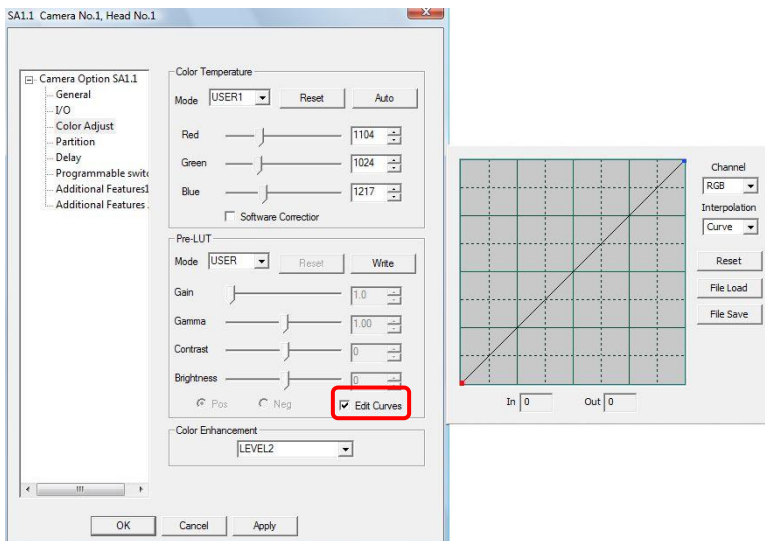 SA1.1 Camera No.1, Head No.1
Camera Option SA1.1
General
I/O
Color Adjust
Partition
Delay
Programmable switc
Additional Features1
Additional Features
Color Temperature
Mode USER1 Reset Auto
Red 1104
Green 1024
Blue 1217
Software Correctior
Pre-LUT
Mode USER Reset Write
Gain 1.0
Gamma 1.00
Contrast 0
Brightness 0
Pos Neg Edit Curves
Color Enhancement
LEVEL2
OK Cancel Apply
Channel
RGB
Interpolation
Curve
Reset
File Load
File Save
In 0 Out 0